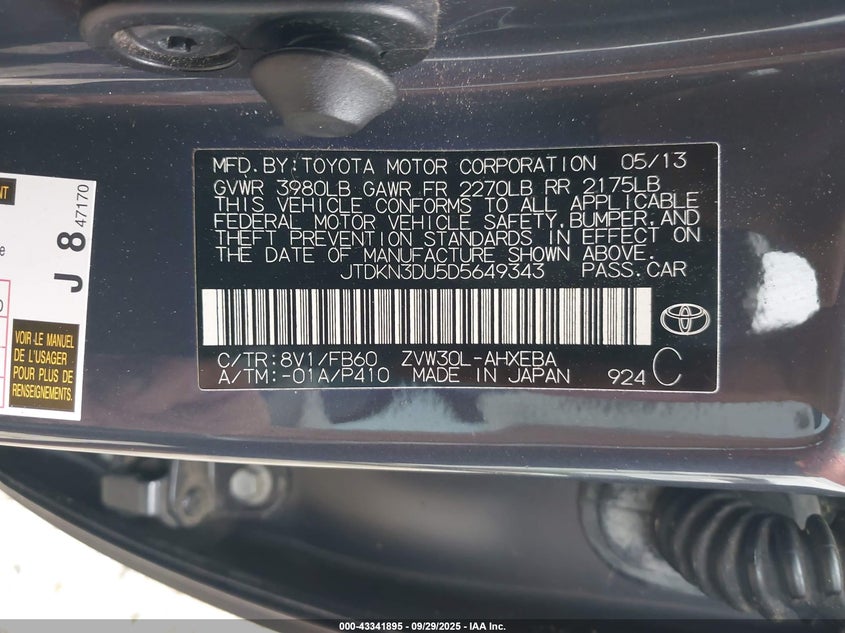 MFD.BY:TOYOTA MOTOR CORPORATION 05/13
GVWR 3980LB GAWR FR 2270LB RR 2175LB
THIS VEHICLE CONFORMS TO ALL APPLICABLE
FEDERAL MOTOR VEHICLE SAFETY,BUMPER,AND
THEFT PREVENTION STANDARDS IN EFFECT ON
THE DATE OF MANUFACTURE SHOWN ABOVE.
JTDKN3DU5D5649343 PASS.CAR
C/TR:8V1/FB60 ZVW30L-AHXEBA
A/TM:-01A/P410 MADE IN JAPAN 924 C
J 8 47170
VOIR LE MANUEL
DE L'USAGER
POUR PLUS DE
RENSEIGNEMENTS.
000-43341895 - 09/29/2025 - IAA Inc.